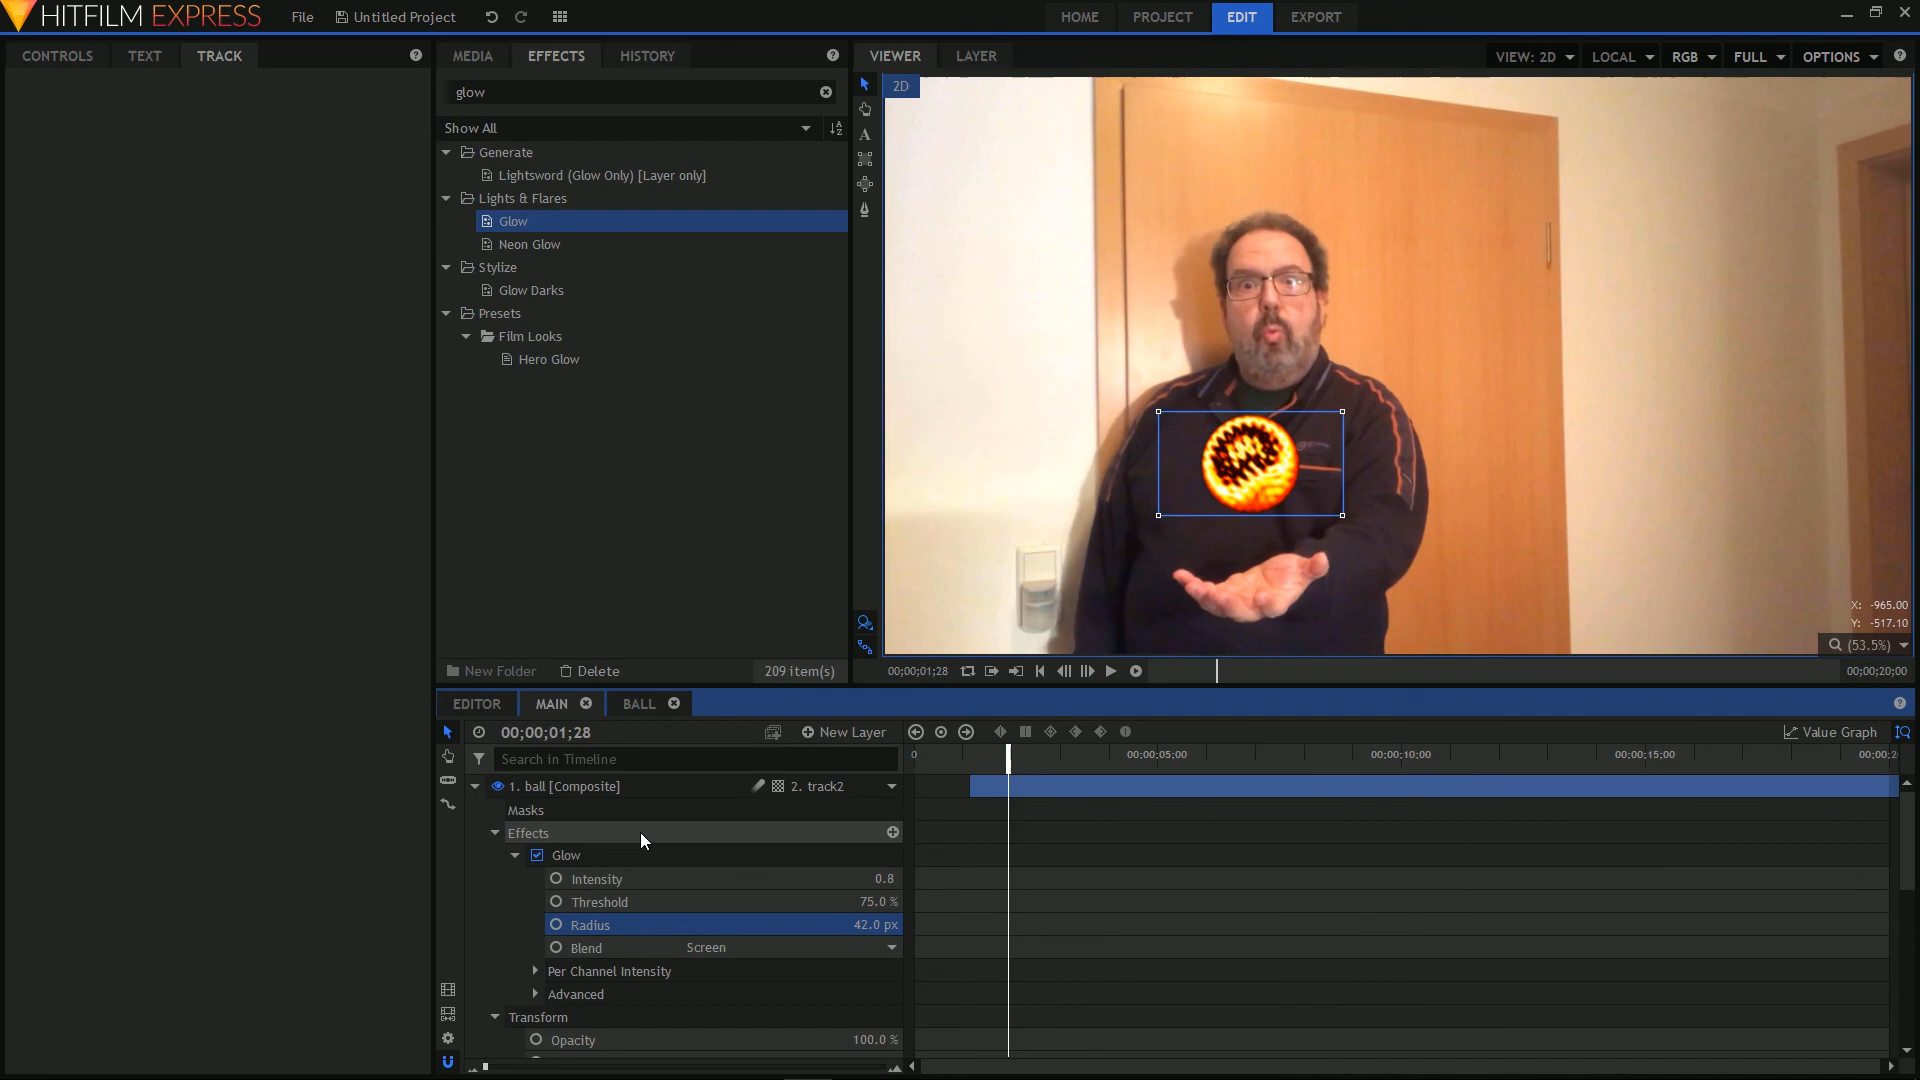 HITFILM EXPRESS
File
Untitled Project
HOME
PROJECT
EDIT
EXPORT
CONTROLS
TEXT
TRACK
MEDIA
EFFECTS
HISTORY
VIEWER
LAYER
VIEW: 2D
LOCAL
RGB
FULL
OPTIONS
glow
2D
Show All
Generate
Lightsword (Glow Only) [Layer only]
Lights & Flares
Glow
Neon Glow
Stylize
Glow Darks
Presets
Film Looks
Hero Glow
X: -965.00
Y: -517.10
(53.5%)
New Folder
Delete
209 item(s)
00;00;01;28
00;00;20;00
EDITOR
MAIN
BALL
00;00;01;28
New Layer
Value Graph
Search in Timeline
0
00;00;05;00
00;00;10;00
00;00;15;00
00;00;2
1. ball [Composite]
2. track2
Masks
Effects
Glow
Intensity 0.8
Threshold 75.0 %
Radius 42.0 px
Blend Screen
Per Channel Intensity
Advanced
Transform
Opacity 100.0 %